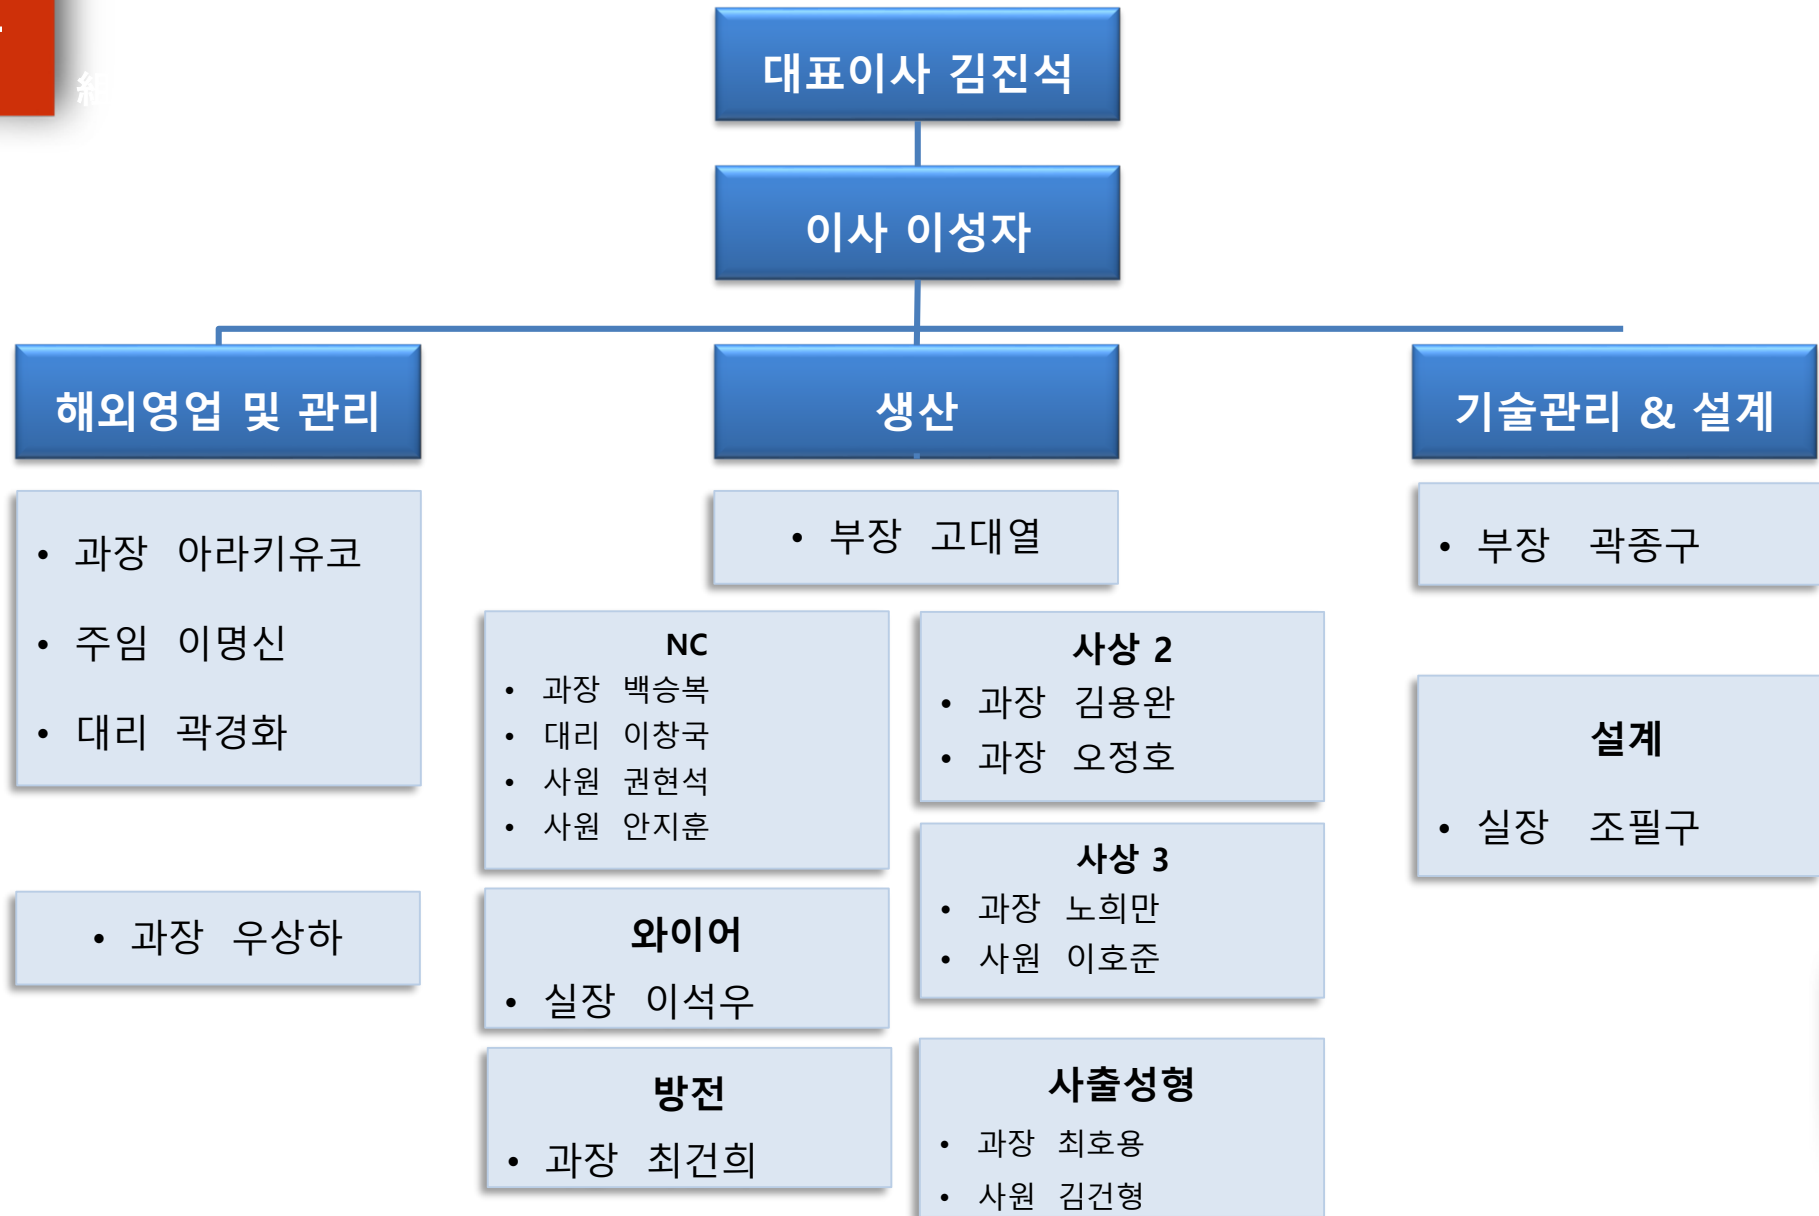 대표이사 김진석
이사 이성자
해외영업 및 관리
생산
기술관리 & 설계
• 과장 아라키유코
• 주임 이명신
• 대리 곽경화
• 과장 우상하
• 부장 고대열
NC
• 과장 백승복
• 대리 이창국
• 사원 권현석
• 사원 안지훈
와이어
• 실장 이석우
방전
• 과장 최건희
사상 2
• 과장 김용완
• 과장 오정호
사상 3
• 과장 노희만
• 사원 이호준
사출성형
• 과장 최호용
• 사원 김건형
• 부장 곽종구
설계
• 실장 조필구